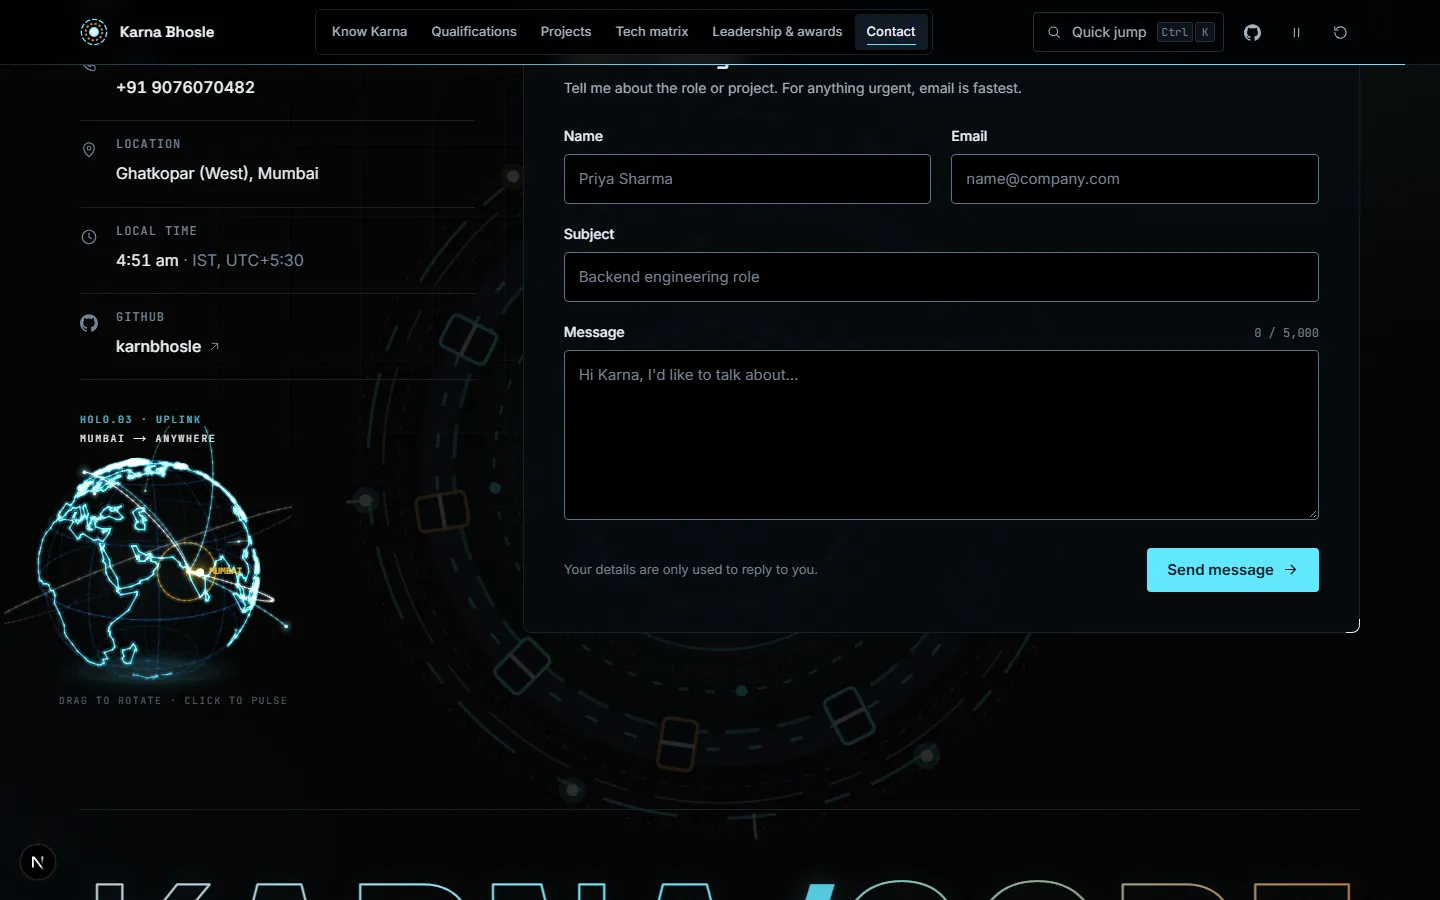 Karna Bhosle
Know Karna
Qualifications
Projects
Tech matrix
Leadership & awards
Contact
Quick jump
Ctrl
K
+91 9076070482
LOCATION
Ghatkopar (West), Mumbai
LOCAL TIME
4:51 am · IST, UTC+5:30
GITHUB
karnbhosle ↗
HOLO.03 · UPLINK
MUMBAI → ANYWHERE
MUMBAI
DRAG TO ROTATE · CLICK TO PULSE
Tell me about the role or project. For anything urgent, email is fastest.
Name
Priya Sharma
Email
name@company.com
Subject
Backend engineering role
Message
0 / 5,000
Hi Karna, I'd like to talk about...
Your details are only used to reply to you.
Send message →
N